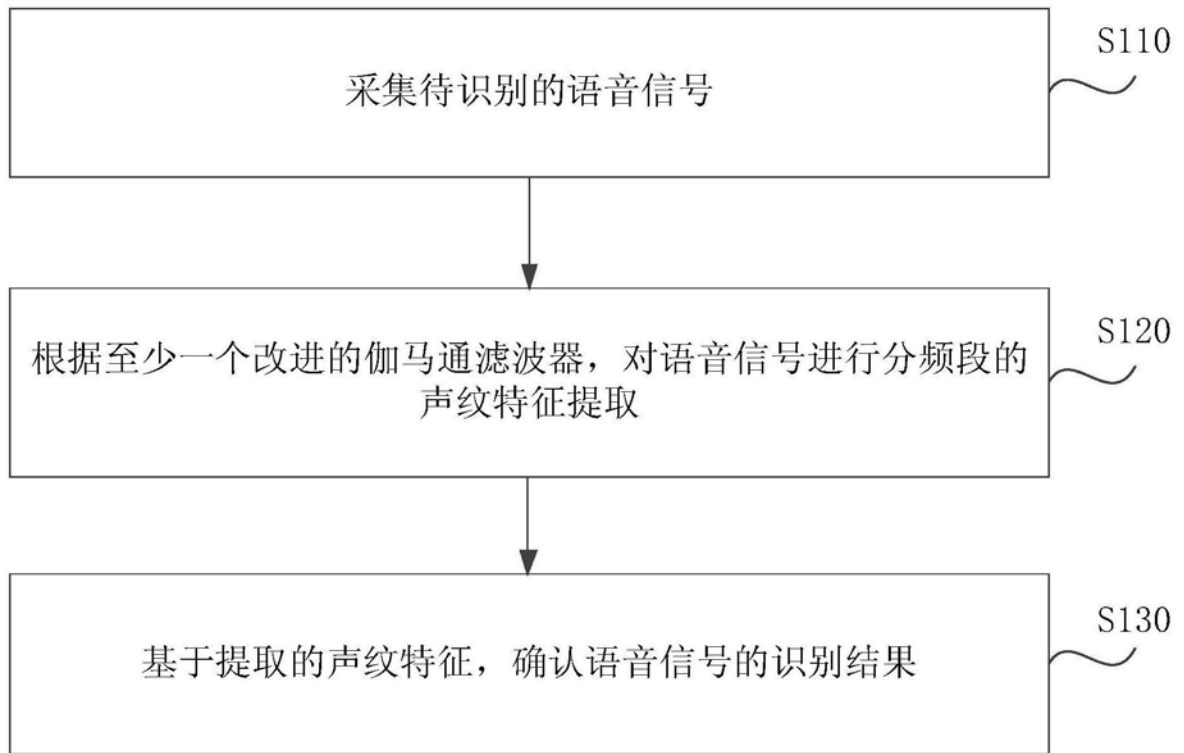 S110
采集待识别的语音信号
S120
根据至少一个改进的伽马通滤波器，对语音信号进行分频段的
声纹特征提取
S130
基于提取的声纹特征，确认语音信号的识别结果